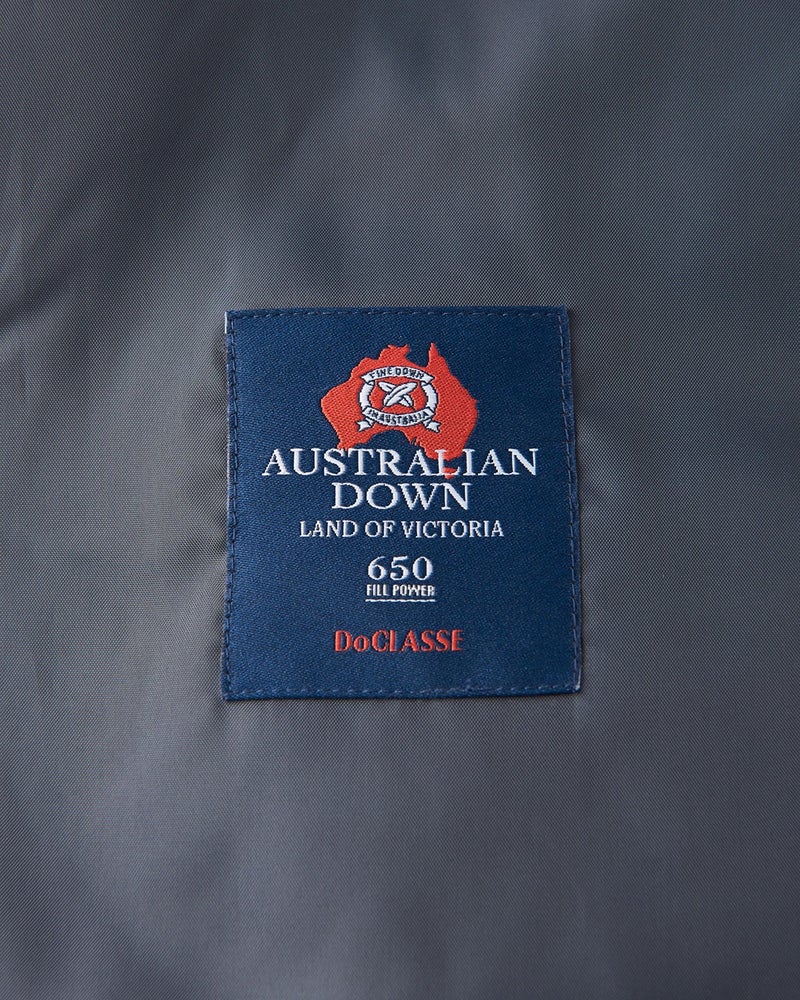 FINE DOWN
IN AUSTRALIA
AUSTRALIAN
DOWN
LAND OF VICTORIA
650
FILL POWER
DoCLASSE